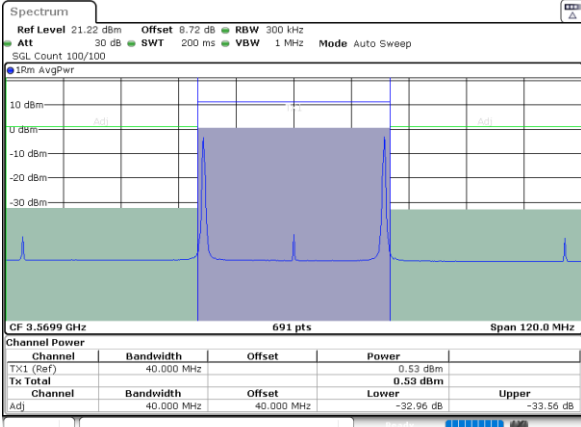 Spectrum
Ref Level 21.22 dBm Offset 8.72 dB RBW 300 kHz
Att 30 dB SWT 200 ms VBW 1 MHz Mode Auto Sweep
SGL Count 100/100
1Rm AvgPwr
10 dBm
Adj Adj
0 dBm
-10 dBm
-20 dBm
-30 dBm
CF 3.5699 GHz 691 pts Span 120.0 MHz
Channel Power
Channel Bandwidth Offset Power
TX1 (Ref) 40.000 MHz 0.53 dBm
Tx Total 0.53 dBm
Channel Bandwidth Offset Lower Upper
Adj 40.000 MHz 40.000 MHz -32.96 dB -33.56 dB